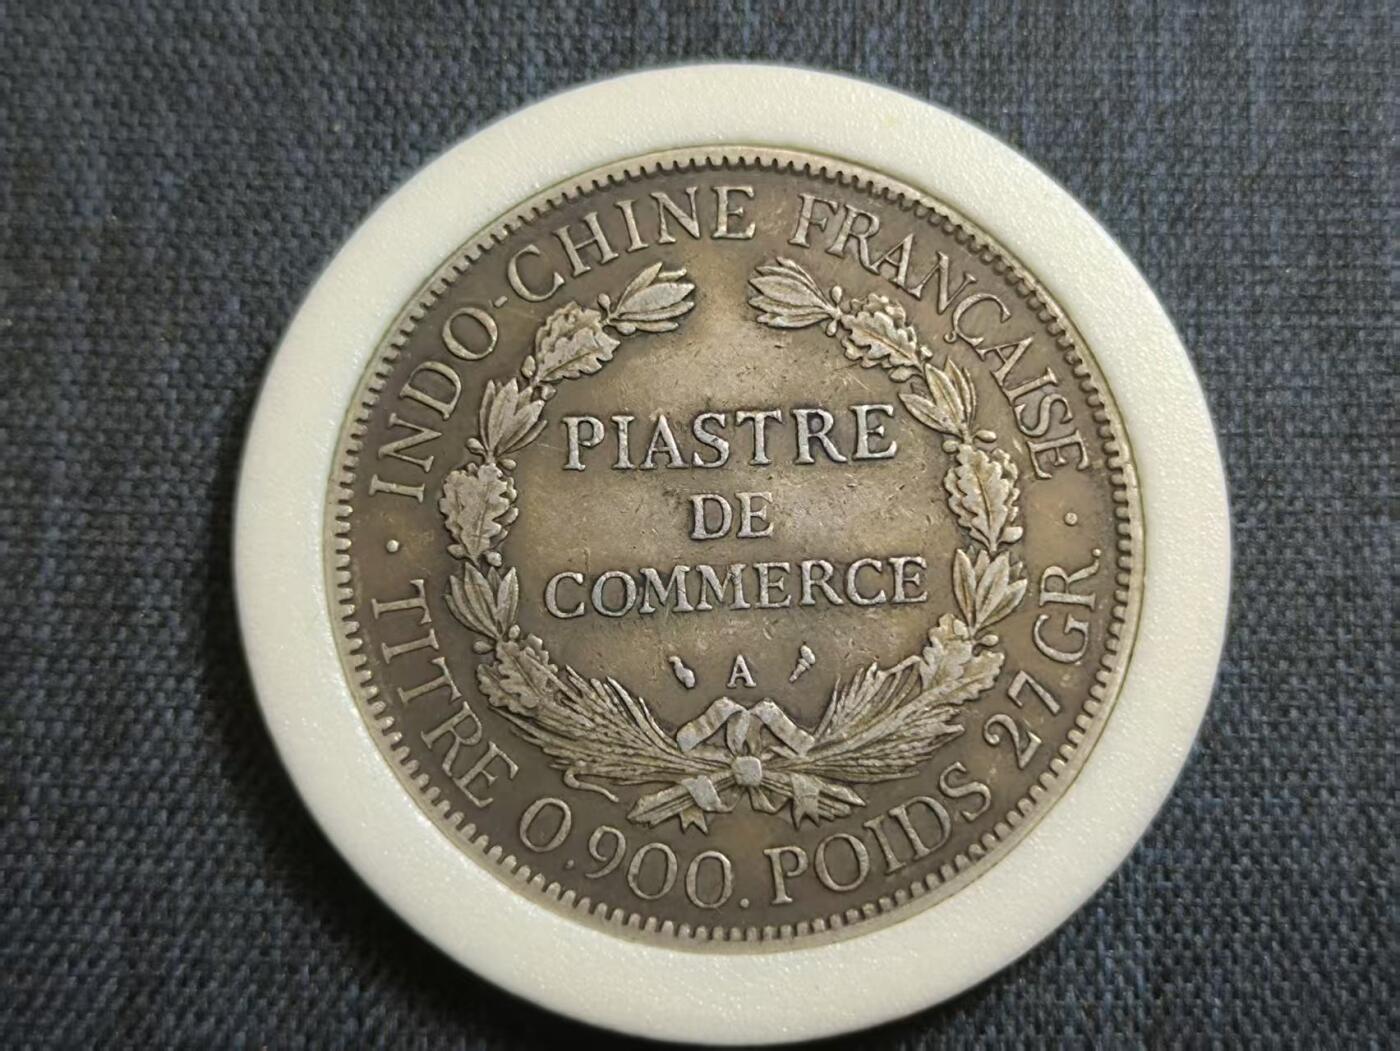 INDO-CHINE FRANÇAISE
PIASTRE
DE
COMMERCE
A
· TITRE 0.900. POIDS 27 GR. ·